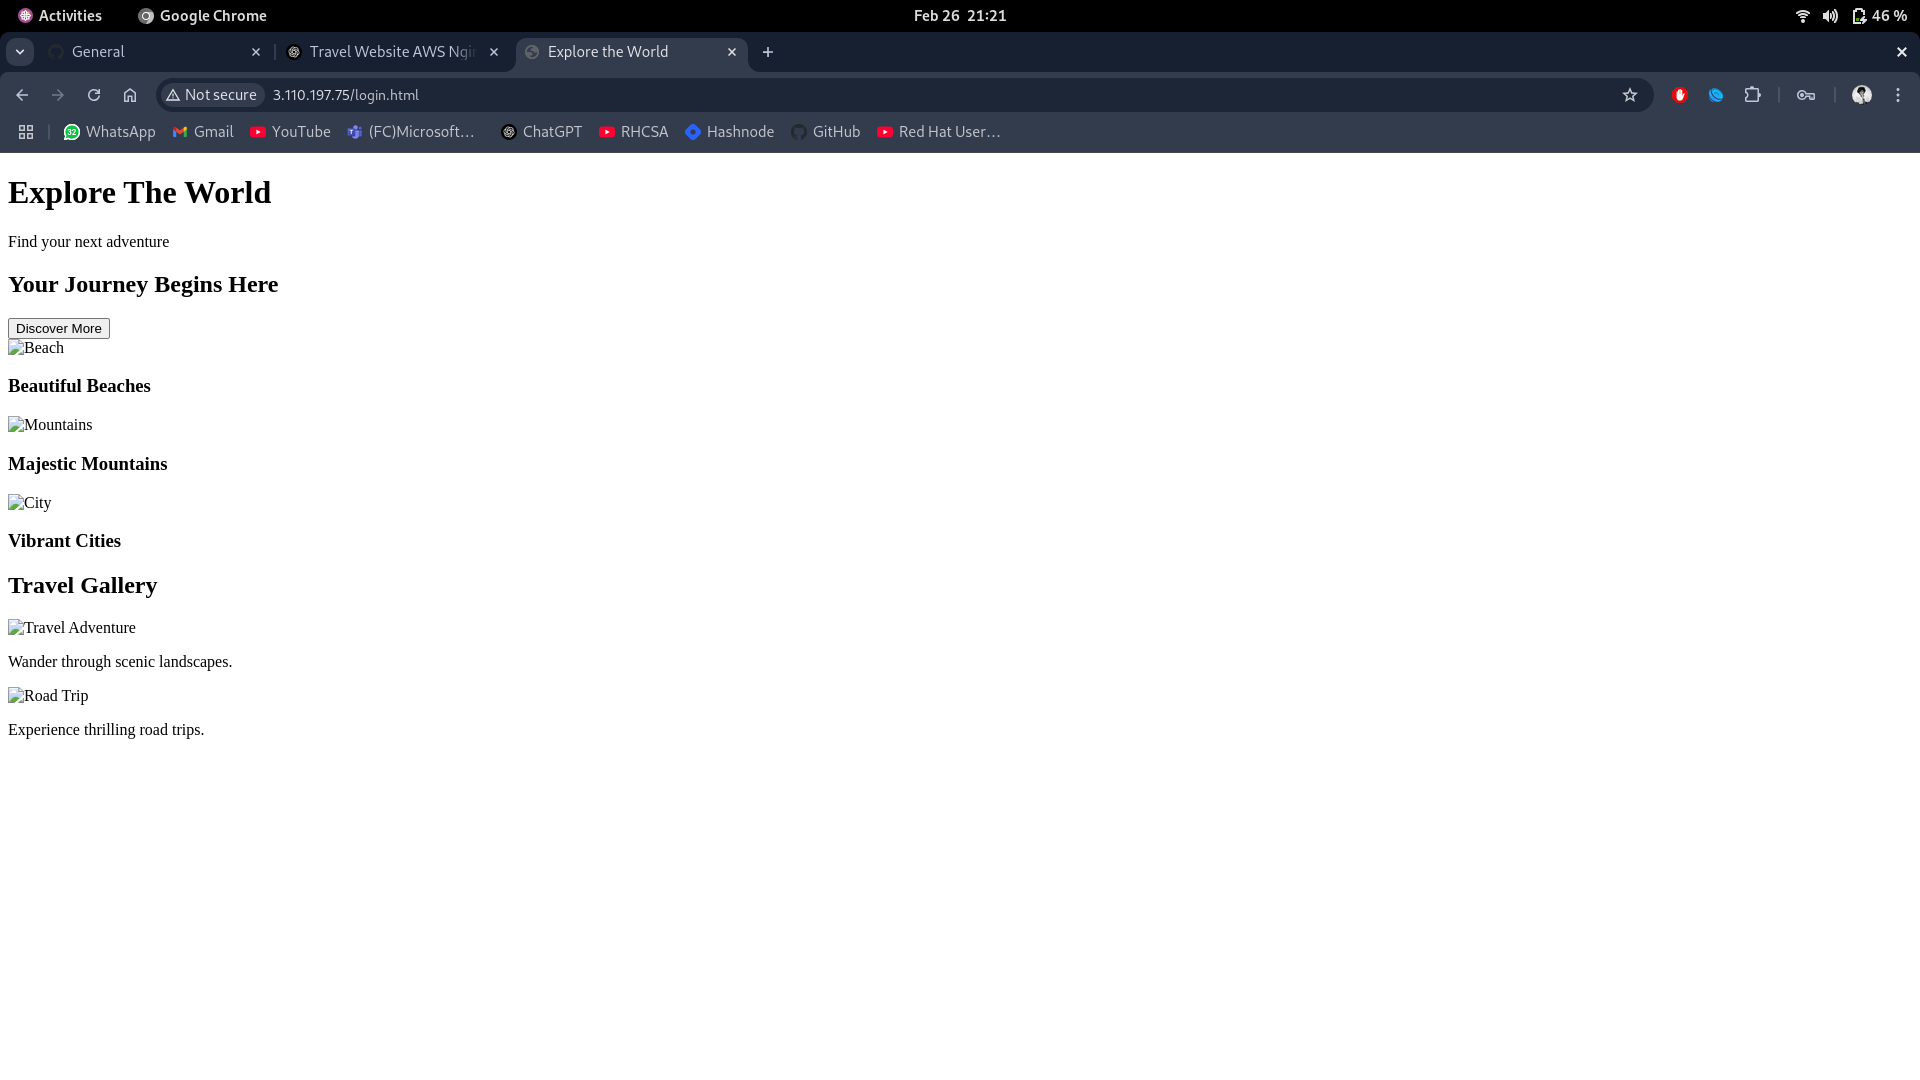 Activities Google Chrome Feb 26 21:21 46 %
General Travel Website AWS Ngin Explore the World
Not secure 3.110.197.75/login.html
32 WhatsApp Gmail YouTube (FC)Microsoft... ChatGPT RHCSA Hashnode GitHub Red Hat User...
Explore The World
Find your next adventure
Your Journey Begins Here
Discover More
Beach
Beautiful Beaches
Mountains
Majestic Mountains
City
Vibrant Cities
Travel Gallery
Travel Adventure
Wander through scenic landscapes.
Road Trip
Experience thrilling road trips.